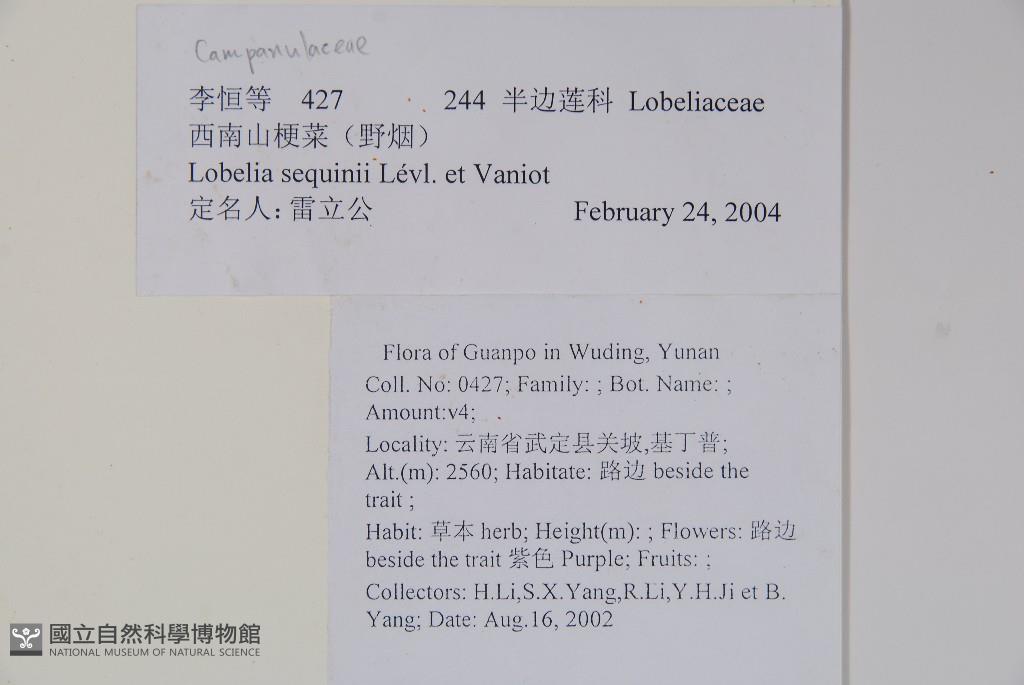 Campanulaceae
李恒等 427 244 半边莲科 Lobeliaceae
西南山梗菜（野烟）
Lobelia sequinii Lévl. et Vaniot
定名人: 雷立公 February 24, 2004
Flora of Guanpo in Wuding, Yunan
Coll. No: 0427; Family: ; Bot. Name: ;
Amount:v4;
Locality: 云南省武定县关坡,基丁普;
Alt.(m): 2560; Habitate: 路边 beside the
trait ;
Habit: 草本 herb; Height(m): ; Flowers: 路边
beside the trait 紫色 Purple; Fruits: ;
Collectors: H.Li,S.X.Yang,R.Li,Y.H.Ji et B.
Yang; Date: Aug.16, 2002
國立自然科學博物館
NATIONAL MUSEUM OF NATURAL SCIENCE